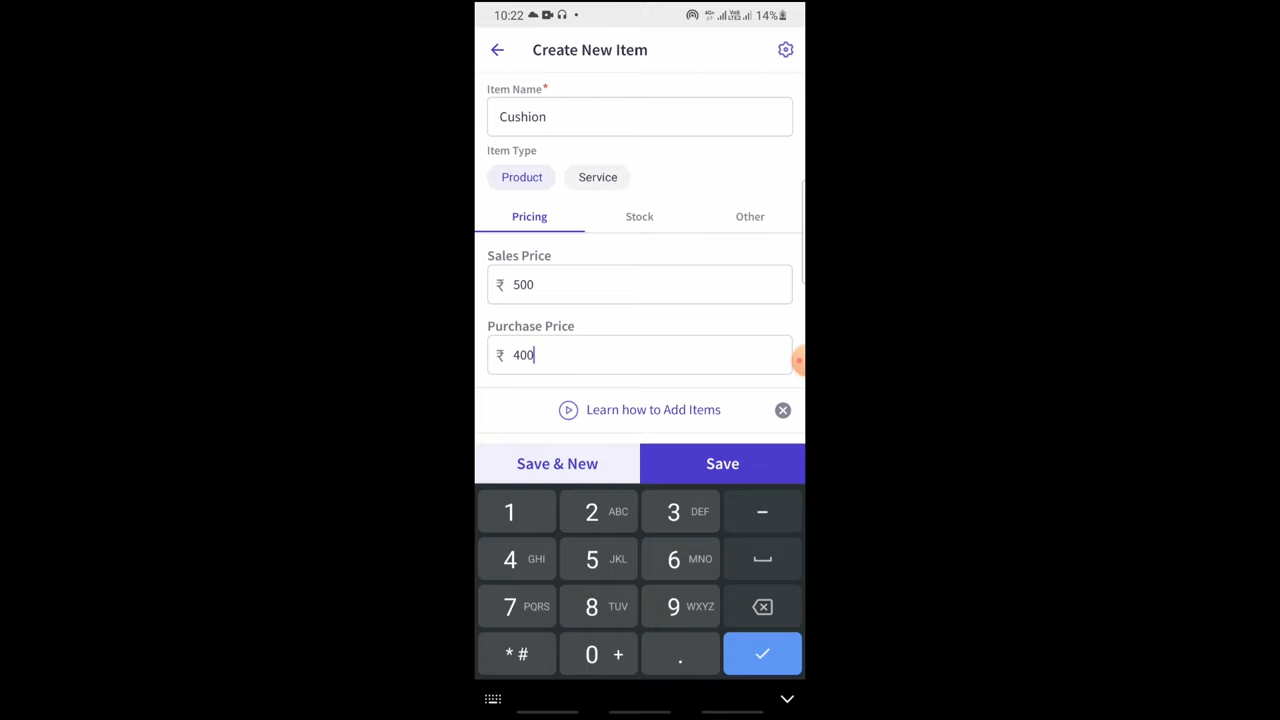 10:22 4G+ VoLTE2 14%
Create New Item
Item Name*
Cushion
Item Type
Product Service
Pricing Stock Other
Sales Price
₹ 500
Purchase Price
₹ 400
Learn how to Add Items
Save & New Save
1 2 ABC 3 DEF -
4 GHI 5 JKL 6 MNO
7 PQRS 8 TUV 9 WXYZ
* # 0 + .